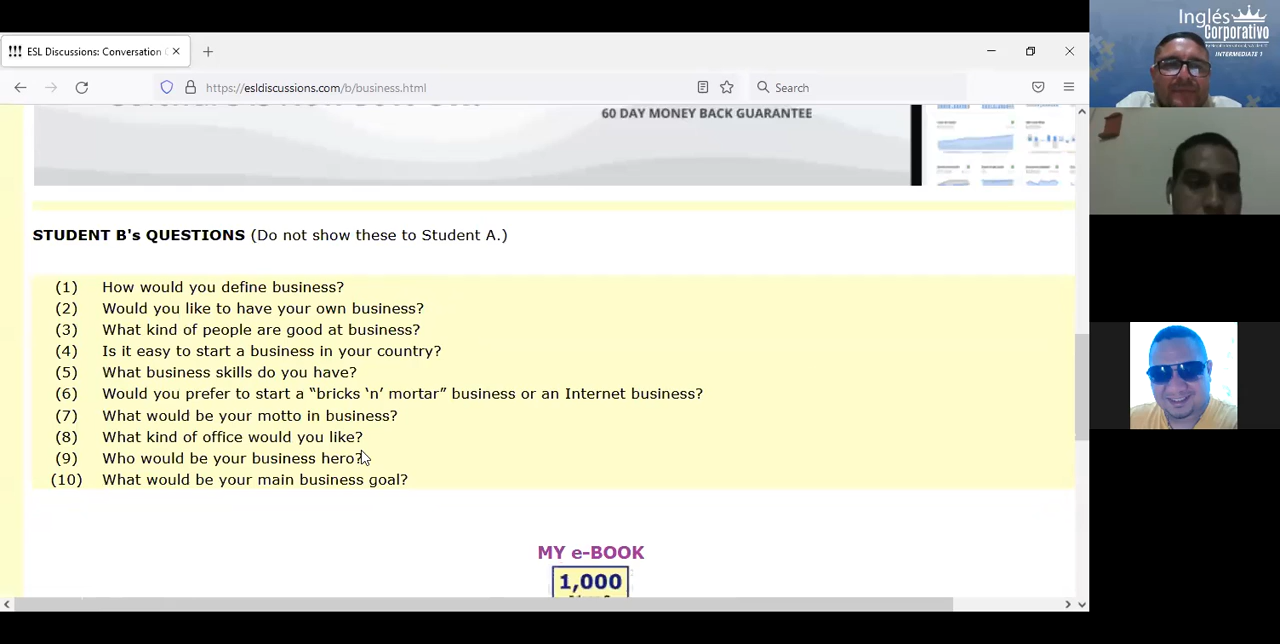 Inglés
Corporativo
INTERMEDIATE 1
!!! ESL Discussions: Conversation
https://esldiscussions.com/b/business.html
Search
60 DAY MONEY BACK GUARANTEE
STUDENT B's QUESTIONS (Do not show these to Student A.)
(1) How would you define business?
(2) Would you like to have your own business?
(3) What kind of people are good at business?
(4) Is it easy to start a business in your country?
(5) What business skills do you have?
(6) Would you prefer to start a “bricks ‘n’ mortar” business or an Internet business?
(7) What would be your motto in business?
(8) What kind of office would you like?
(9) Who would be your business hero?
(10) What would be your main business goal?
MY e-BOOK
1,000